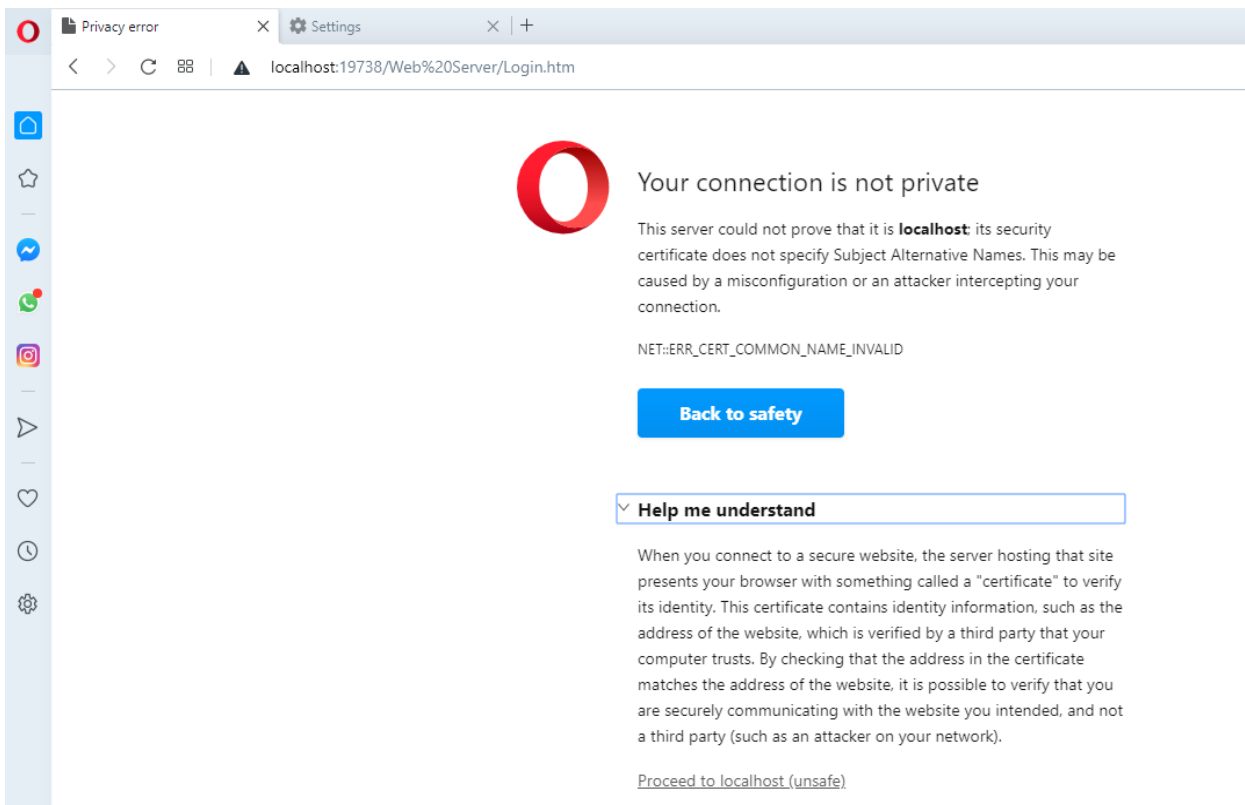 Privacy error
Settings
localhost:19738/Web%20Server/Login.htm
Your connection is not private
This server could not prove that it is localhost; its security
certificate does not specify Subject Alternative Names. This may be
caused by a misconfiguration or an attacker intercepting your
connection.
NET::ERR_CERT_COMMON_NAME_INVALID
Back to safety
Help me understand
When you connect to a secure website, the server hosting that site
presents your browser with something called a "certificate" to verify
its identity. This certificate contains identity information, such as the
address of the website, which is verified by a third party that your
computer trusts. By checking that the address in the certificate
matches the address of the website, it is possible to verify that you
are securely communicating with the website you intended, and not
a third party (such as an attacker on your network).
Proceed to localhost (unsafe)